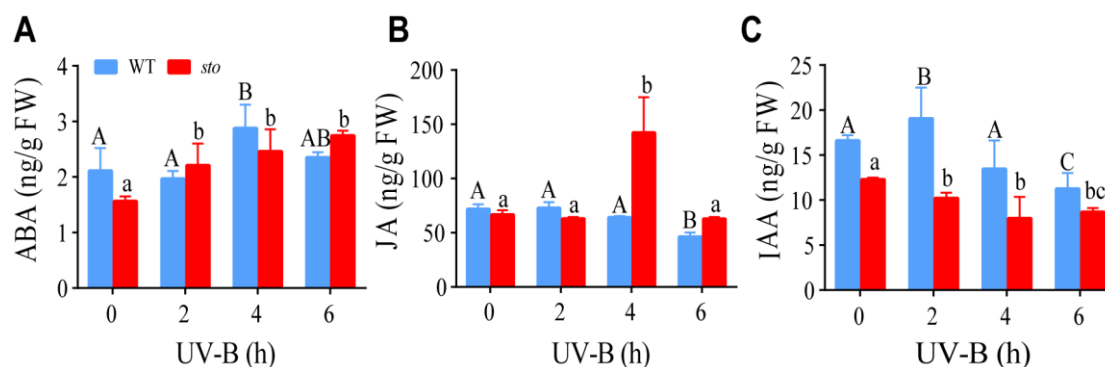 A
WT sto
ABA (ng/g FW)
4
3
2
1
0
A a A b B b AB b
0 2 4 6
UV-B (h)
B
JA (ng/g FW)
200
150
100
50
0
A a A a A b B a
0 2 4 6
UV-B (h)
C
IAA (ng/g FW)
25
20
15
10
5
0
A a B b A b C bc
0 2 4 6
UV-B (h)